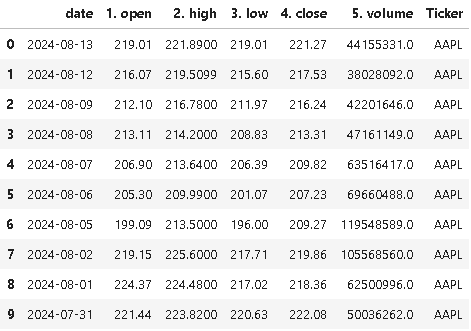 date 1. open 2. high 3. low 4. close 5. volume Ticker
0 2024-08-13 219.01 221.8900 219.01 221.27 44155331.0 AAPL
1 2024-08-12 216.07 219.5099 215.60 217.53 38028092.0 AAPL
2 2024-08-09 212.10 216.7800 211.97 216.24 42201646.0 AAPL
3 2024-08-08 213.11 214.2000 208.83 213.31 47161149.0 AAPL
4 2024-08-07 206.90 213.6400 206.39 209.82 63516417.0 AAPL
5 2024-08-06 205.30 209.9900 201.07 207.23 69660488.0 AAPL
6 2024-08-05 199.09 213.5000 196.00 209.27 119548589.0 AAPL
7 2024-08-02 219.15 225.6000 217.71 219.86 105568560.0 AAPL
8 2024-08-01 224.37 224.4800 217.02 218.36 62500996.0 AAPL
9 2024-07-31 221.44 223.8200 220.63 222.08 50036262.0 AAPL